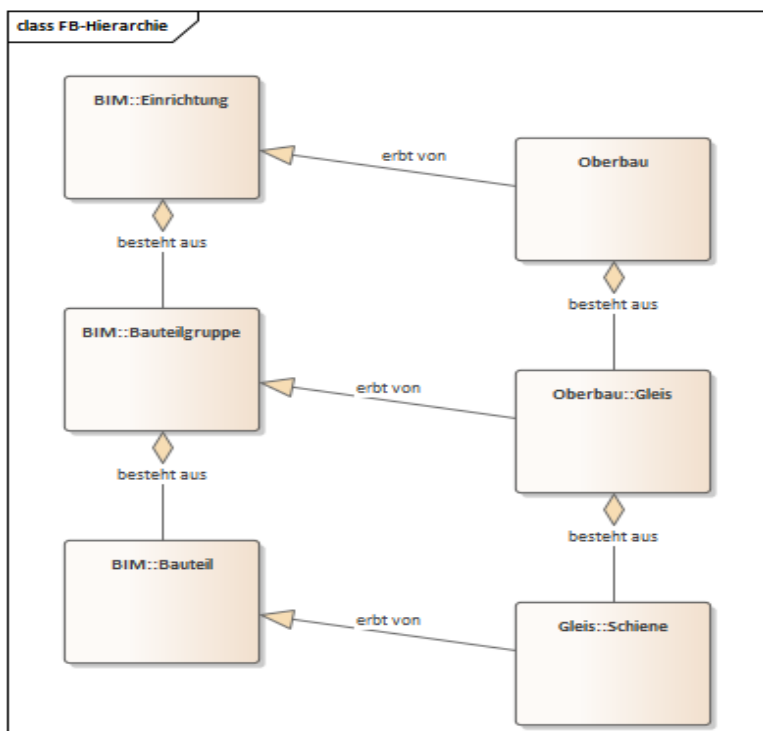 class FB-Hierarchie
BIM::Einrichtung
erbt von
Oberbau
besteht aus
besteht aus
BIM::Bauteilgruppe
erbt von
Oberbau::Gleis
besteht aus
besteht aus
BIM::Bauteil
erbt von
Gleis::Schiene